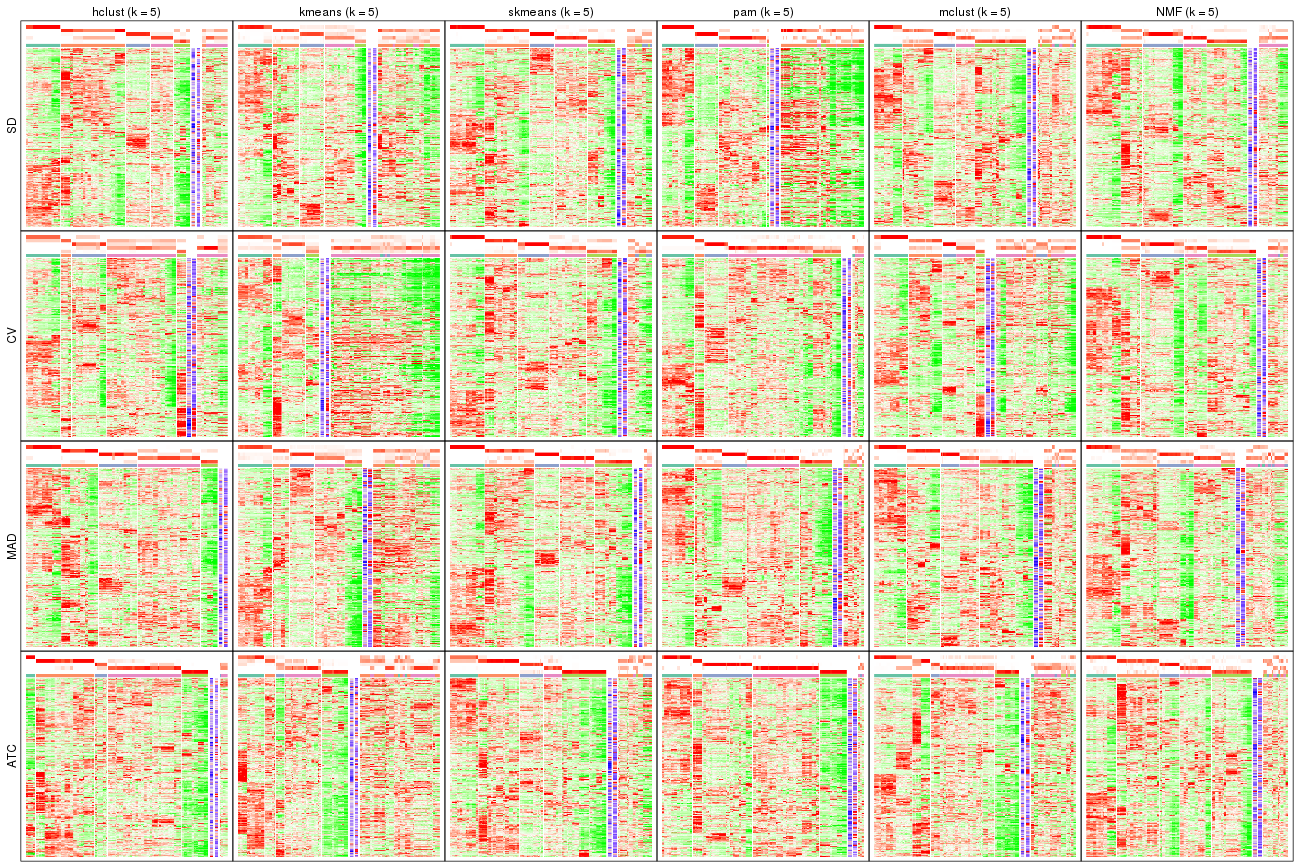 hclust (k = 5) kmeans (k = 5) skmeans (k = 5) pam (k = 5) mclust (k = 5) NMF (k = 5)
SD
CV
MAD
ATC